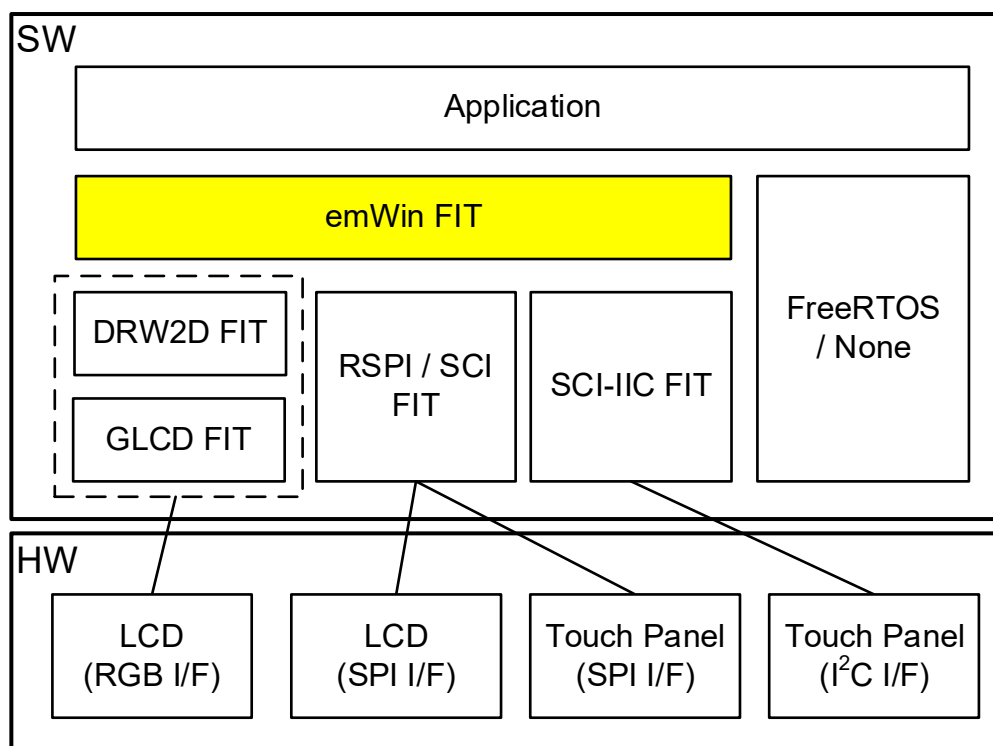 SW
Application
emWin FIT
DRW2D FIT
GLCD FIT
RSPI / SCI
FIT
SCI-IIC FIT
FreeRTOS
/ None
HW
LCD
(RGB I/F)
LCD
(SPI I/F)
Touch Panel
(SPI I/F)
Touch Panel
(I²C I/F)